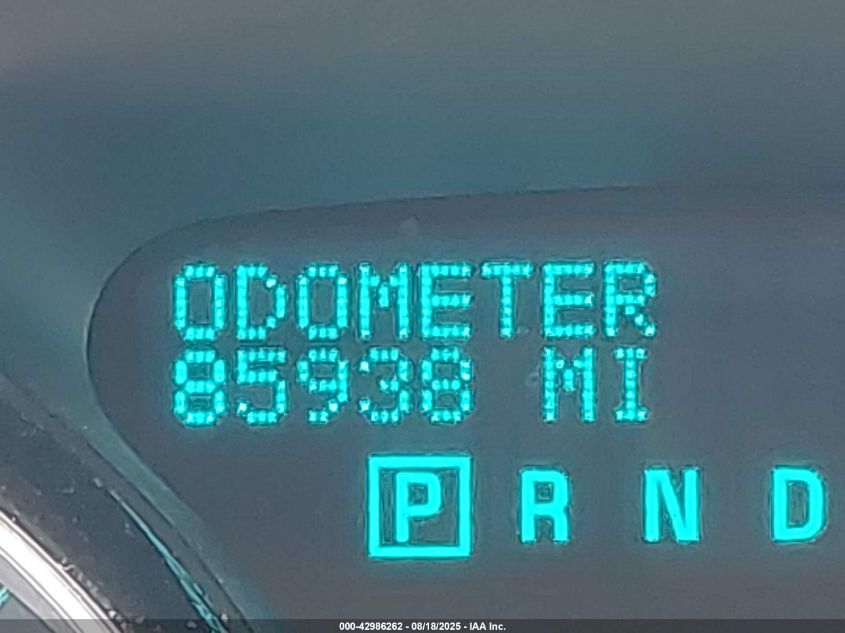 ODOMETER
85938 MI
P R N D
000-42986262 - 08/18/2025 - IAA Inc.